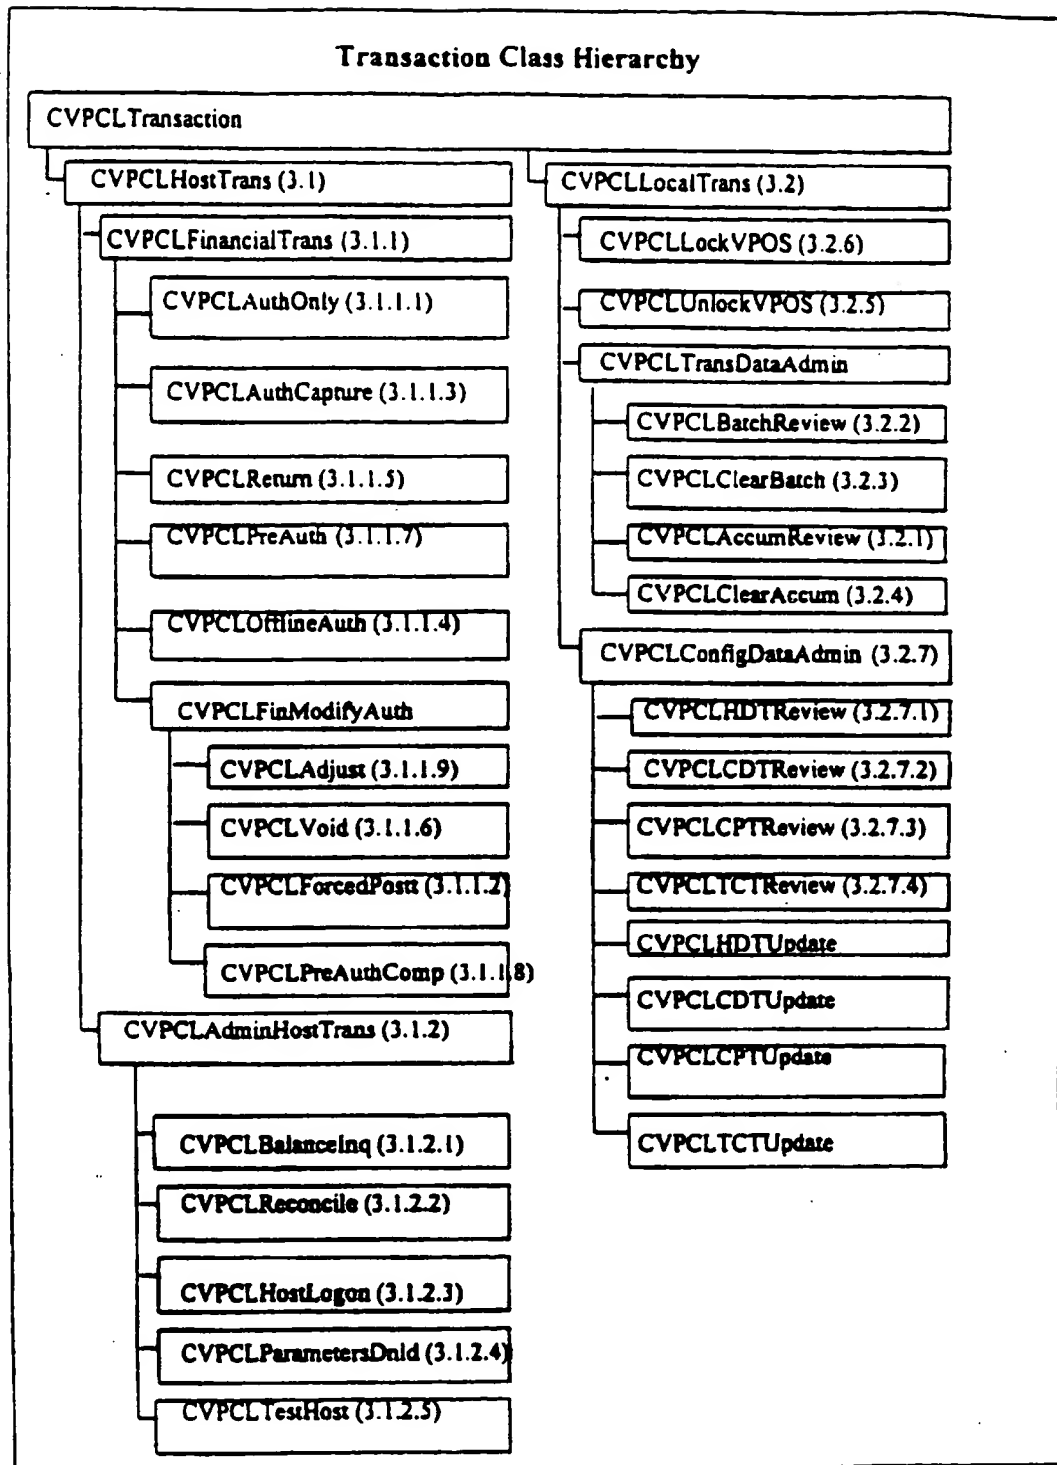 Transaction Class Hierarchy
CVPCLTransaction
CVPCLHostTrans (3.1)
CVPCLFinancialTrans (3.1.1)
CVPCLAuthOnly (3.1.1.1)
CVPCLAuthCapture (3.1.1.3)
CVPCLReturn (3.1.1.5)
CVPCLPreAuth (3.1.1.7)
CVPCLOfflineAuth (3.1.1.4)
CVPCLFinModifyAuth
CVPCLAdjust (3.1.1.9)
CVPCLVoid (3.1.1.6)
CVPCLForcedPostt (3.1.1.2)
CVPCLPreAuthComp (3.1.1.8)
CVPCLAdminHostTrans (3.1.2)
CVPCLBalanceInq (3.1.2.1)
CVPCLReconcile (3.1.2.2)
CVPCLHostLogon (3.1.2.3)
CVPCLParametersDnld (3.1.2.4)
CVPCLTestHost (3.1.2.5)
CVPCLLocalTrans (3.2)
CVPCLLockVPOS (3.2.6)
CVPCLUnlockVPOS (3.2.5)
CVPCLTransDataAdmin
CVPCLBatchReview (3.2.2)
CVPCLClearBatch (3.2.3)
CVPCLAccumReview (3.2.1)
CVPCLClearAccum (3.2.4)
CVPCLConfigDataAdmin (3.2.7)
CVPCLHDTReview (3.2.7.1)
CVPCLCDTReview (3.2.7.2)
CVPCLCPTReview (3.2.7.3)
CVPCLTCTReview (3.2.7.4)
CVPCLHDTUpdate
CVPCLCDTUpdate
CVPCLCPTUpdate
CVPCLTCTUpdate